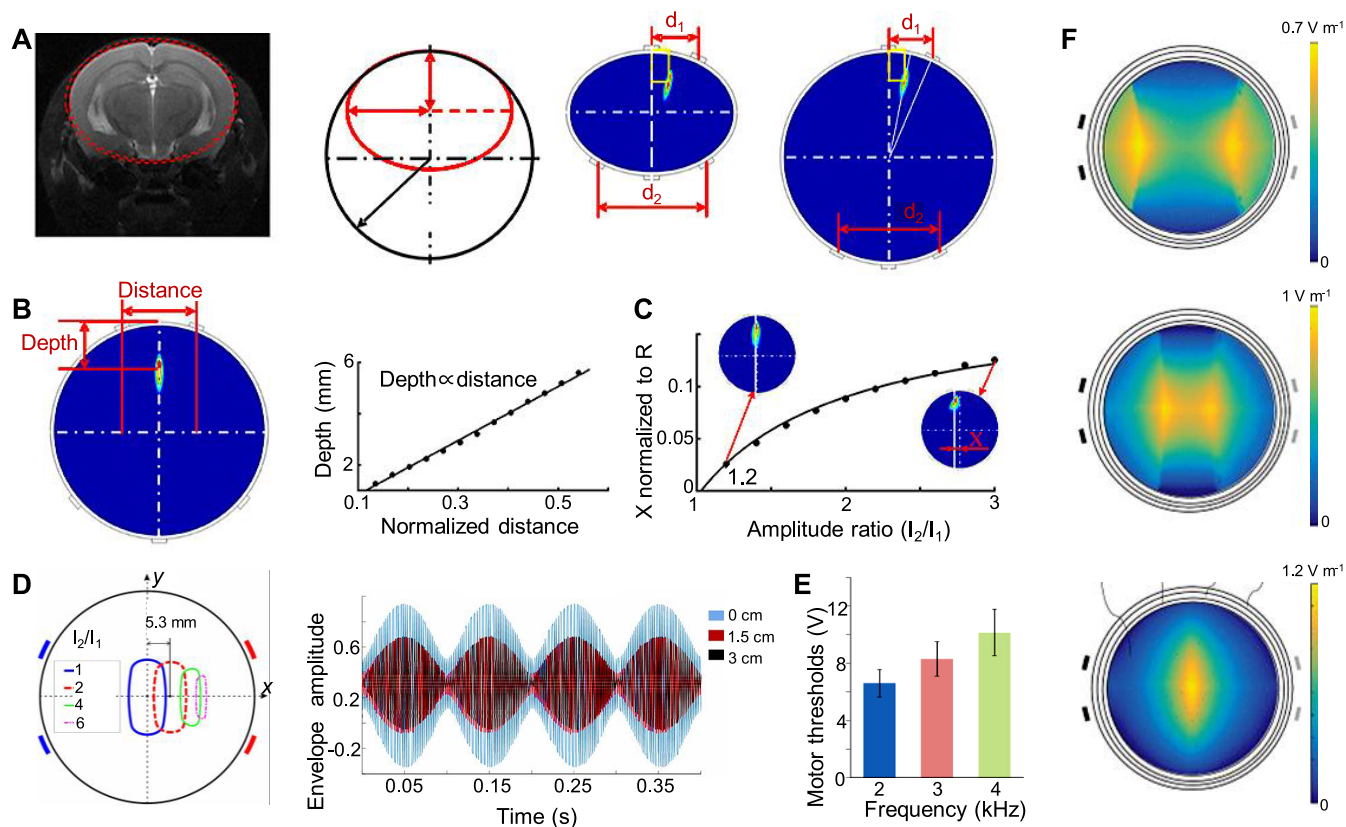 A
d1
d2
d1
d2
B
Distance
Depth
Depth∝distance
Depth (mm)
6
4
2
0.1
0.3
0.5
Normalized distance
C
X normalized to R
0.1
0.05
0
1.2
X
1
2
3
Amplitude ratio (I2/I1)
D
y
x
5.3 mm
I2/I1
1
2
4
6
Envelope amplitude
0.6
0.2
-0.2
0 cm
1.5 cm
3 cm
0.05
0.15
0.25
0.35
Time (s)
E
Motor thresholds (V)
12
8
4
0
2
3
4
Frequency (kHz)
F
0.7 V m-1
0
1 V m-1
0
1.2 V m-1
0